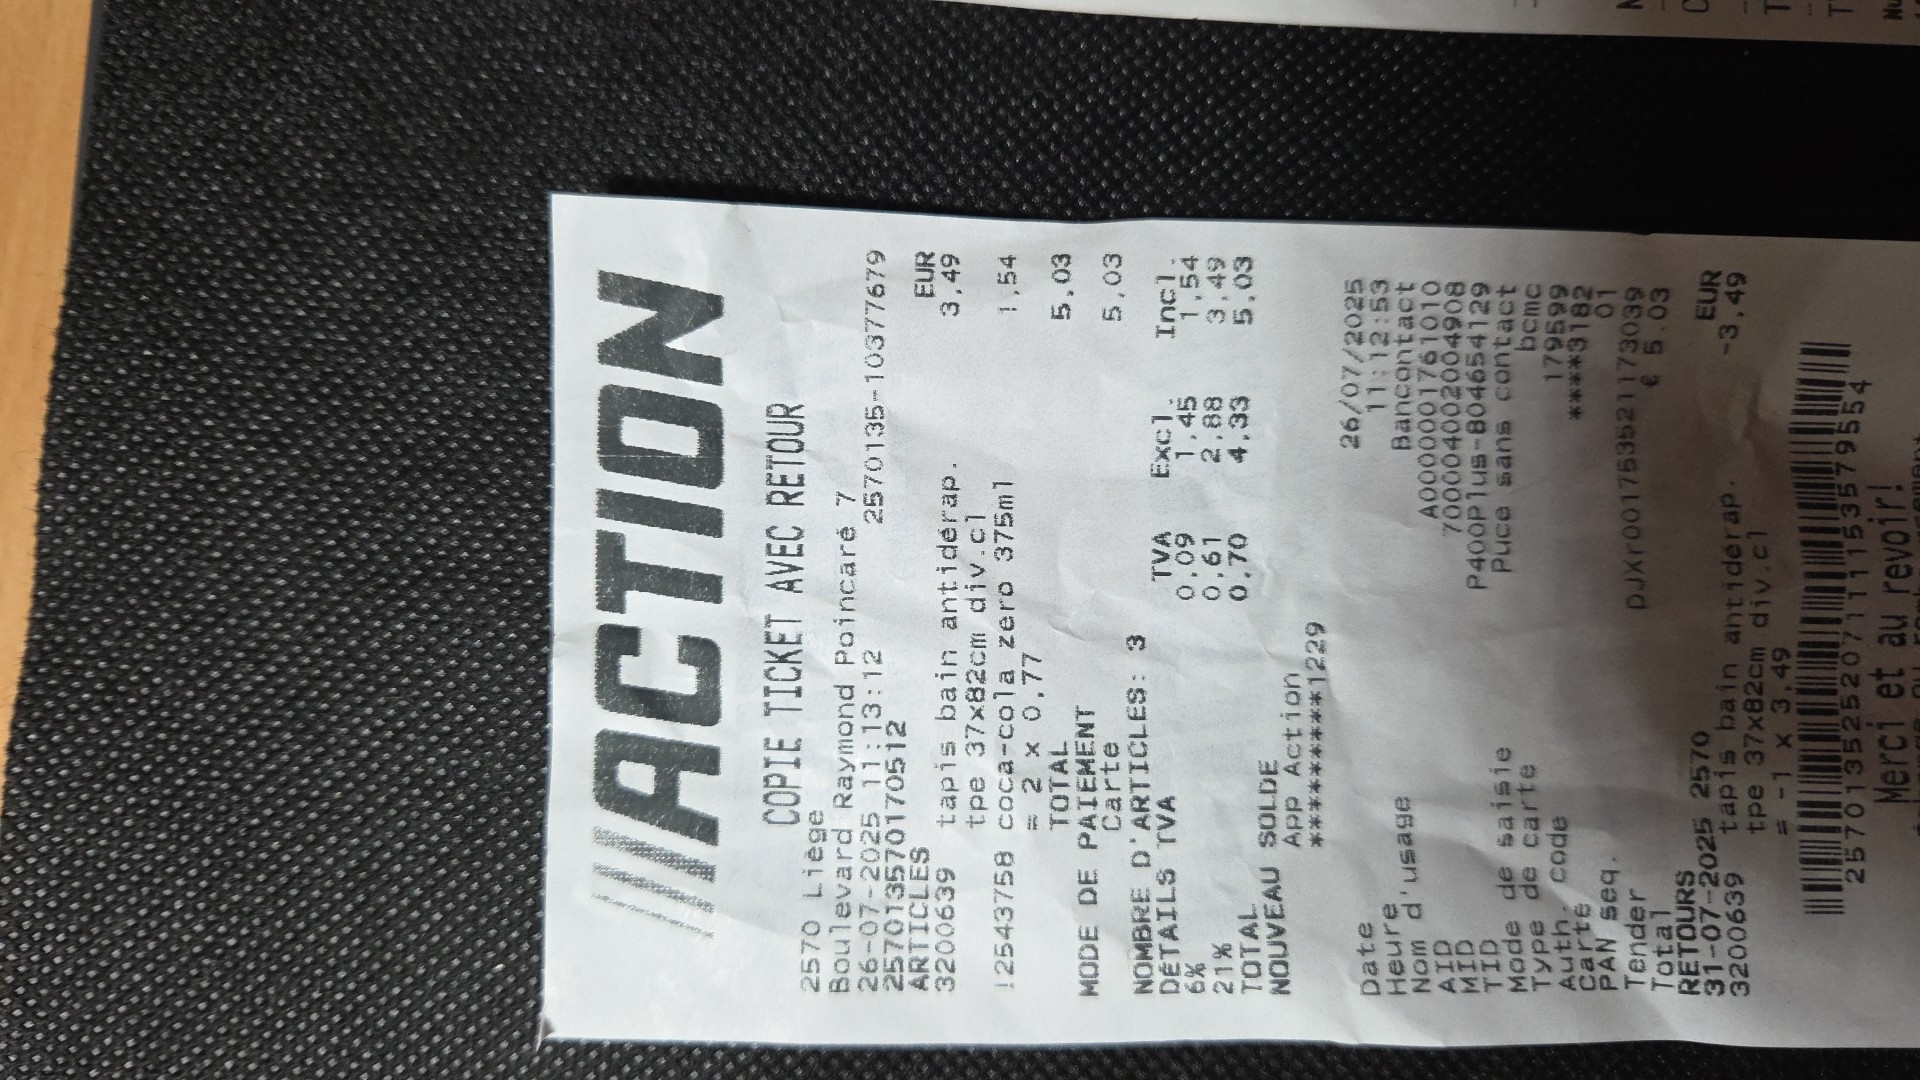 ACTION
COPIE TICKET AVEC RETOUR
2570 Liège
Boulevard Raymond Poincaré 7
26-07-2025 11:13:12 2570135-10377679
2570135701170512
ARTICLES EUR
3200639 tapis bain antidérap. 3,49
tpe 37x82cm div.cl
!2543758 coca-cola zero 375ml 1,54
= 2 x 0,77
TOTAL 5,03
MODE DE PAIEMENT
Carte 5,03
NOMBRE D'ARTICLES: 3
DÉTAILS TVA TVA Excl. Incl.
6% 0,09 1,45 1,54
21% 0,61 2,88 3,49
TOTAL 0,70 4,33 5,03
NOUVEAU SOLDE
App Action
***********1229
Date 26/07/2025
Heure 11:12:53
Nom d'usage Bancontact
AID A0000001761010
MID 700040020004908
TID P400Plus-804654129
Mode de saisie Puce sans contact
Type de carte bcmc
Auth. code 179599
Carte ****3182
PAN seq. 01
Tender DJXr001753521173039
Total € 5.03
RETOURS
31-07-2025 2570 EUR
3200639 tapis bain antidérap. -3,49
tpe 37x82cm div.cl
= -1 x 3,49
25701352520711153579554
Merci et au revoir!